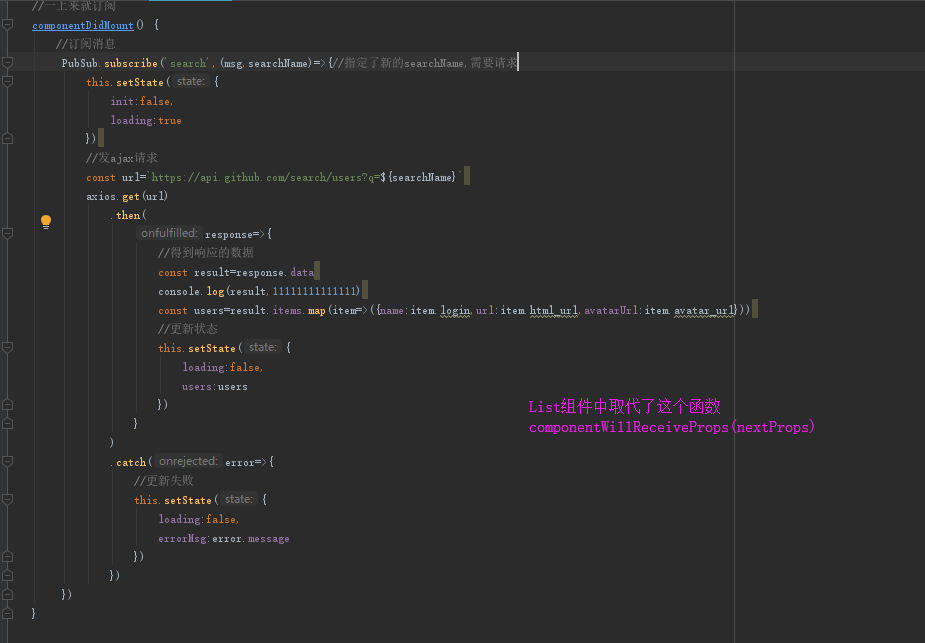 //一上来就订阅
componentDidMount() {
//订阅消息
PubSub.subscribe('search',(msg,searchName)=>{//指定了新的searchName,需要请求
this.setState( state: {
init:false,
loading:true
})
//发ajax请求
const url=`https://api.github.com/search/users?q=${searchName}`
axios.get(url)
.then(
onfulfilled: response=>{
//得到响应的数据
const result=response.data
console.log(result,11111111111111)
const users=result.items.map(item=>({name:item.login,url:item.html_url,avatarUrl:item.avatar_url}))
//更新状态
this.setState( state: {
loading:false,
users:users
})
}
)
.catch( onrejected: error=>{
//更新失败
this.setState( state: {
loading:false,
errorMsg:error.message
})
})
})
}
List组件中取代了这个函数
componentWillReceiveProps(nextProps)